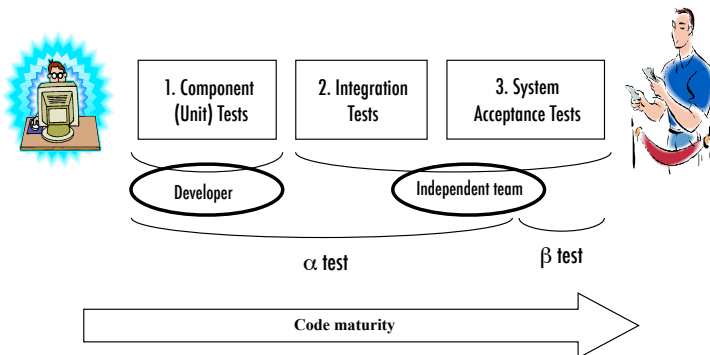 1. Component
(Unit) Tests
2. Integration
Tests
3. System
Acceptance Tests
Developer
Independent team
α test
β test
Code maturity